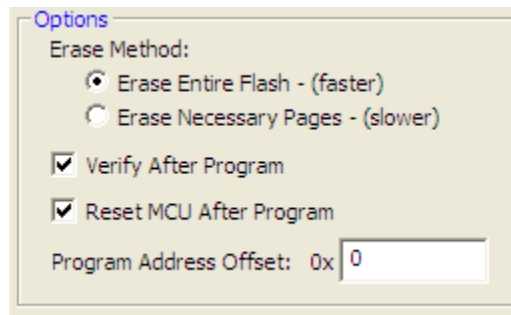 Options
Erase Method:
Erase Entire Flash - (faster)
Erase Necessary Pages - (slower)
Verify After Program
Reset MCU After Program
Program Address Offset: 0x 0